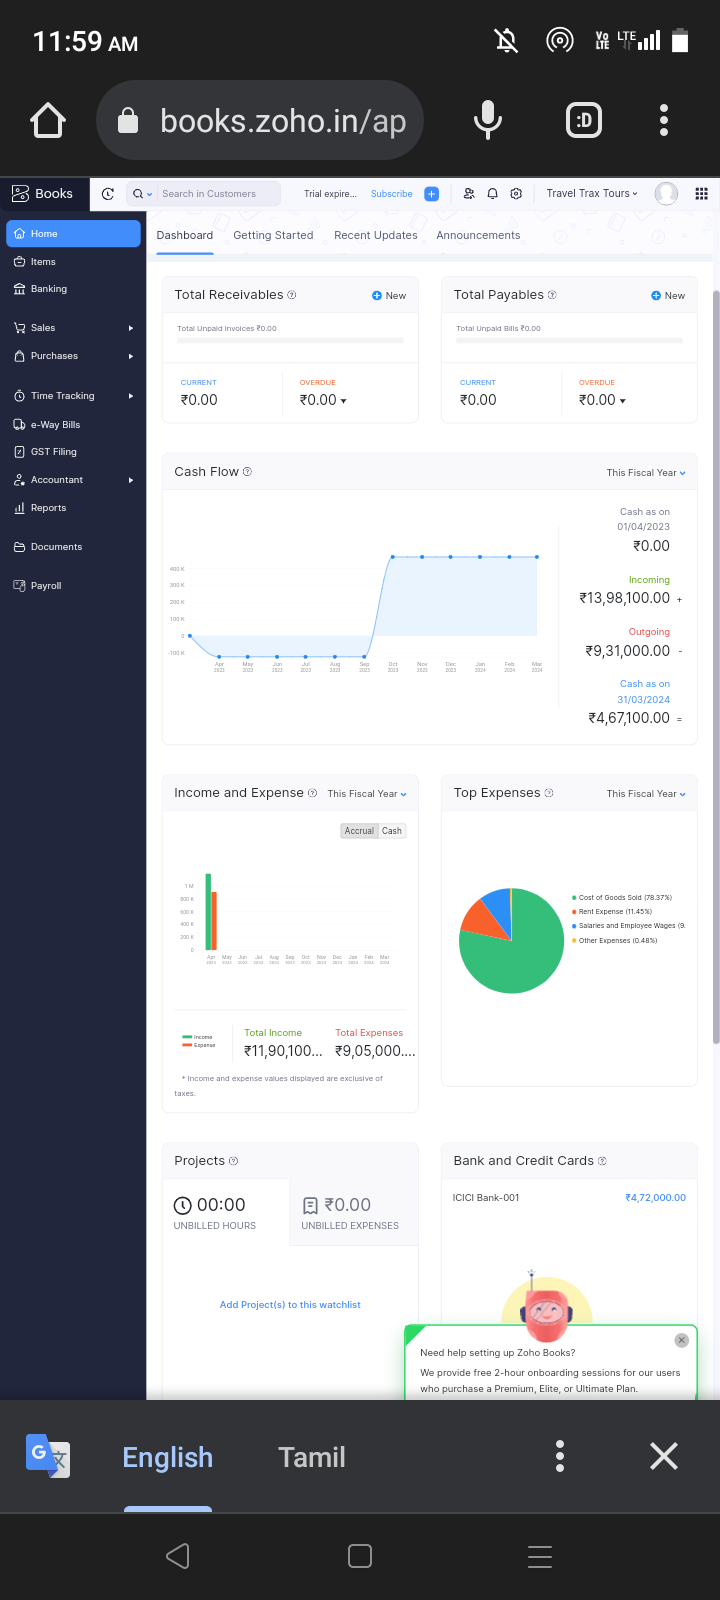 11:59 AM
Vo LTE LTE
books.zoho.in/ap
:D
Books
Search in Customers
Trial expire...
Subscribe
Travel Trax Tours
Home
Items
Banking
Sales
Purchases
Time Tracking
e-Way Bills
GST Filing
Accountant
Reports
Documents
Payroll
Dashboard Getting Started Recent Updates Announcements
Total Receivables
New
Total Unpaid Invoices ₹0.00
CURRENT
₹0.00
OVERDUE
₹0.00
Total Payables
New
Total Unpaid Bills ₹0.00
CURRENT
₹0.00
OVERDUE
₹0.00
Cash Flow
This Fiscal Year
400 K
300 K
200 K
100 K
0
-100 K
Apr May Jun Jul Aug Sep Oct Nov Dec Jan Feb Mar
2023 2023 2023 2023 2023 2023 2023 2023 2023 2024 2024 2024
Cash as on
01/04/2023
₹0.00
Incoming
₹13,98,100.00 +
Outgoing
₹9,31,000.00 -
Cash as on
31/03/2024
₹4,67,100.00 =
Income and Expense
This Fiscal Year
Accrual Cash
1 M
800 K
600 K
400 K
200 K
0
Apr May Jun Jul Aug Sep Oct Nov Dec Jan Feb Mar
2023 2023 2023 2023 2023 2023 2023 2023 2023 2024 2024 2024
Income
Expense
Total Income
₹11,90,100...
Total Expenses
₹9,05,000....
* Income and expense values displayed are exclusive of
taxes.
Top Expenses
This Fiscal Year
Cost of Goods Sold (78.37%)
Rent Expense (11.45%)
Salaries and Employee Wages (9.
Other Expenses (0.48%)
Projects
00:00
UNBILLED HOURS
₹0.00
UNBILLED EXPENSES
Add Project(s) to this watchlist
Bank and Credit Cards
ICICI Bank-001
₹4,72,000.00
Need help setting up Zoho Books?
We provide free 2-hour onboarding sessions for our users
who purchase a Premium, Elite, or Ultimate Plan.
G 文
English
Tamil